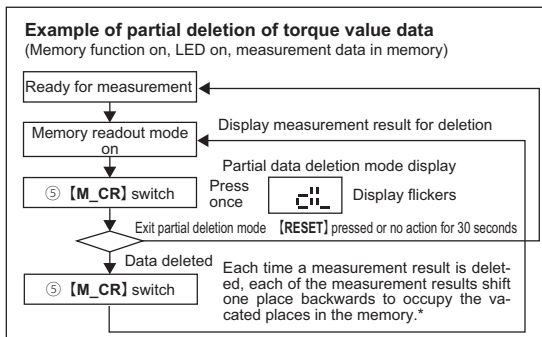 Example of partial deletion of torque value data
(Memory function on, LED on, measurement data in memory)
Ready for measurement
Memory readout mode
on
Display measurement result for deletion
Partial data deletion mode display
⑤【M_CR】switch
Press
once
dL
Display flickers
Exit partial deletion mode 【RESET】pressed or no action for 30 seconds
Data deleted
⑤【M_CR】switch
Each time a measurement result is delet-
ed, each of the measurement results shift
one place backwards to occupy the va-
cated places in the memory.*